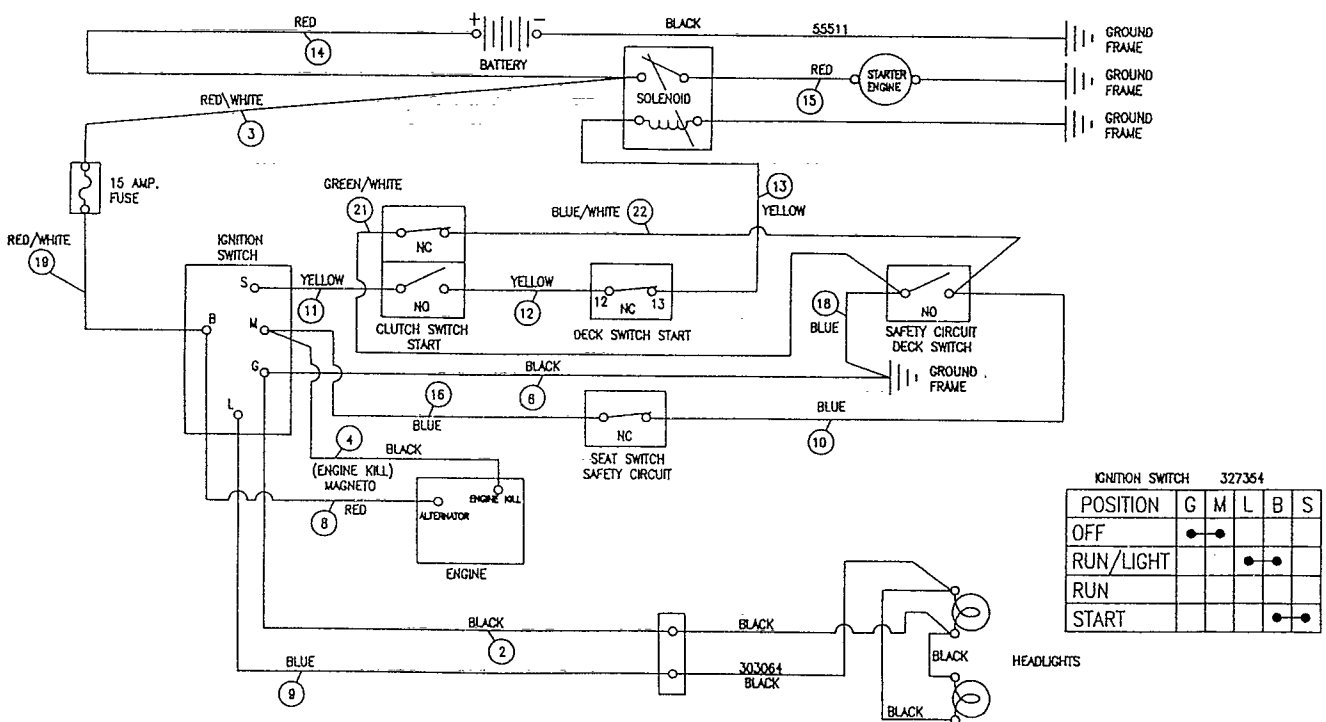 RED
14
+
−
BATTERY
BLACK
55511
GROUND
FRAME
RED\WHITE
3
SOLENOID
RED
15
STARTER
ENGINE
GROUND
FRAME
GROUND
FRAME
15 AMP.
FUSE
GREEN/WHITE
21
NC
BLUE/WHITE
22
13
YELLOW
RED/WHITE
19
IGNITION
SWITCH
S
B
M
G
L
YELLOW
11
NO
CLUTCH SWITCH
START
YELLOW
12
12
NC
13
DECK SWITCH START
18
BLUE
NO
SAFETY CIRCUIT
DECK SWITCH
GROUND
FRAME
BLACK
6
16
BLUE
NC
SEAT SWITCH
SAFETY CIRCUIT
BLUE
10
4
BLACK
(ENGINE KILL)
MAGNETO
8
RED
ENGINE KILL
ALTERNATOR
ENGINE
IGNITION SWITCH 327354
POSITION G M L B S
OFF
RUN/LIGHT
RUN
START
BLACK
2
BLUE
9
BLACK
303064
BLACK
BLACK
BLACK
HEADLIGHTS